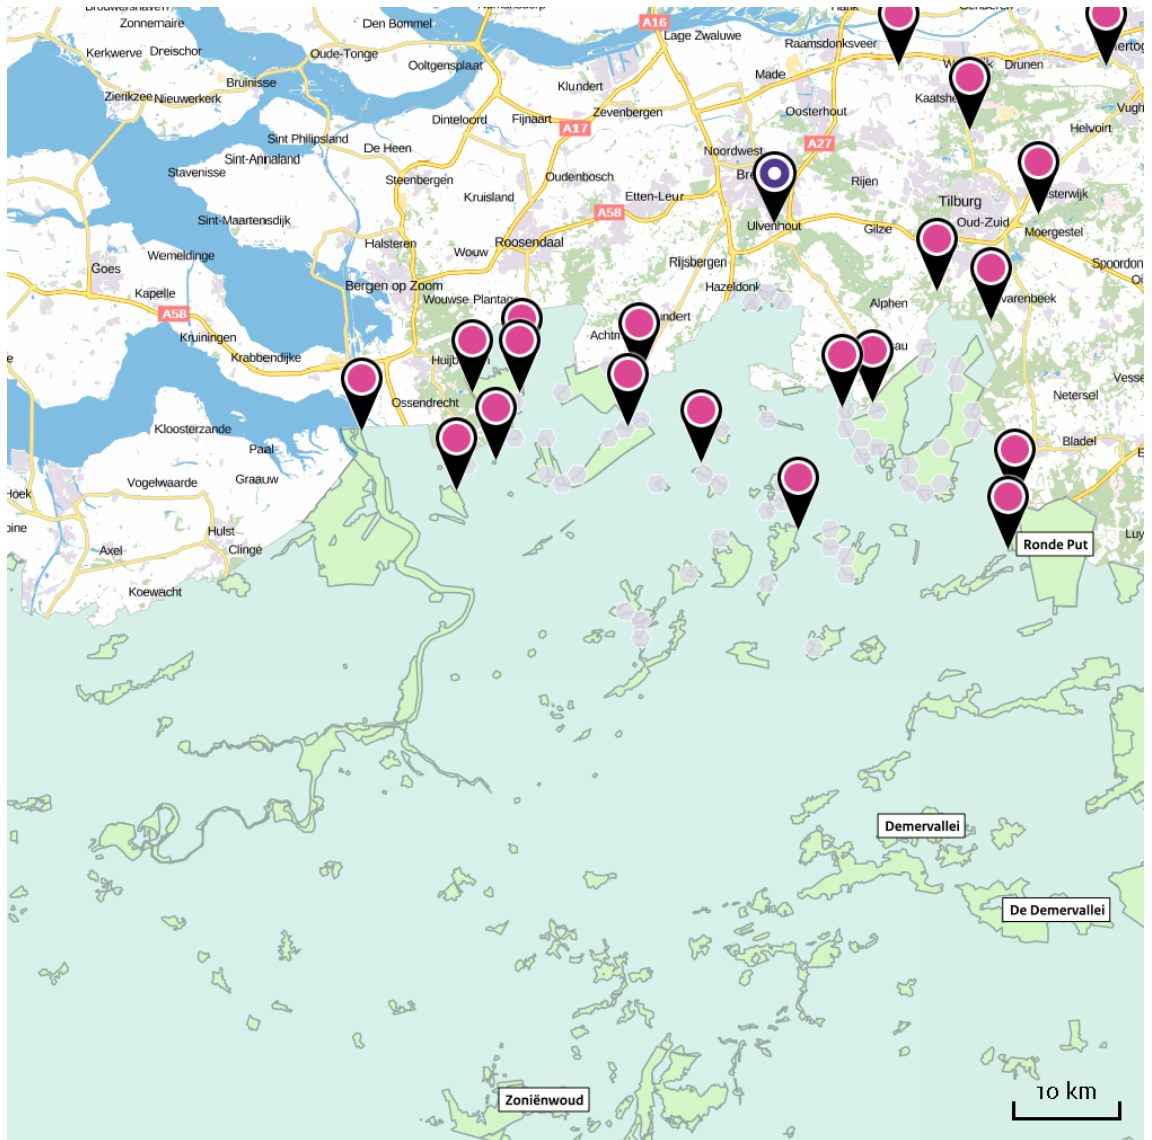 Zonnemaire
Den Bommel
A16
Lage Zwaluwe
Raamsdonksveer
Kerkwerve
Dreischor
Oude-Tonge
Ooltgensplaat
Drunen
Made
Klundert
Bruinisse
Zierikzee
Nieuwerkerk
Zevenbergen
Oosterhout
Dinteloord
Fijnaart
A17
Helvoirt
Sint Philipsland
De Heen
A27
Noordwest
Sint-Annaland
Stavenisse
Steenbergen
Oudenbosch
Rijen
Kruisland
Etten-Leur
Tilburg
A58
Sint-Maartensdijk
Oud-Zuid
Ulvenhout
Gilze
Moergestel
Halsteren
Roosendaal
Wouw
Wemeldinge
Rijsbergen
Goes
Spoordon
Bergen op Zoom
Hazeldonk
Kapelle
Wouwse Plantage
Alphen
A58
Kruiningen
Krabbendijke
Vesse
Netersel
Ossendrecht
Kloosterzande
Bladel
Paal
Graauw
Vogelwaarde
Hoek
Hulst
Luy
Ronde Put
Axel
Clinge
Koewacht
Demervallei
De Demervallei
10 km
Zoniënwoud